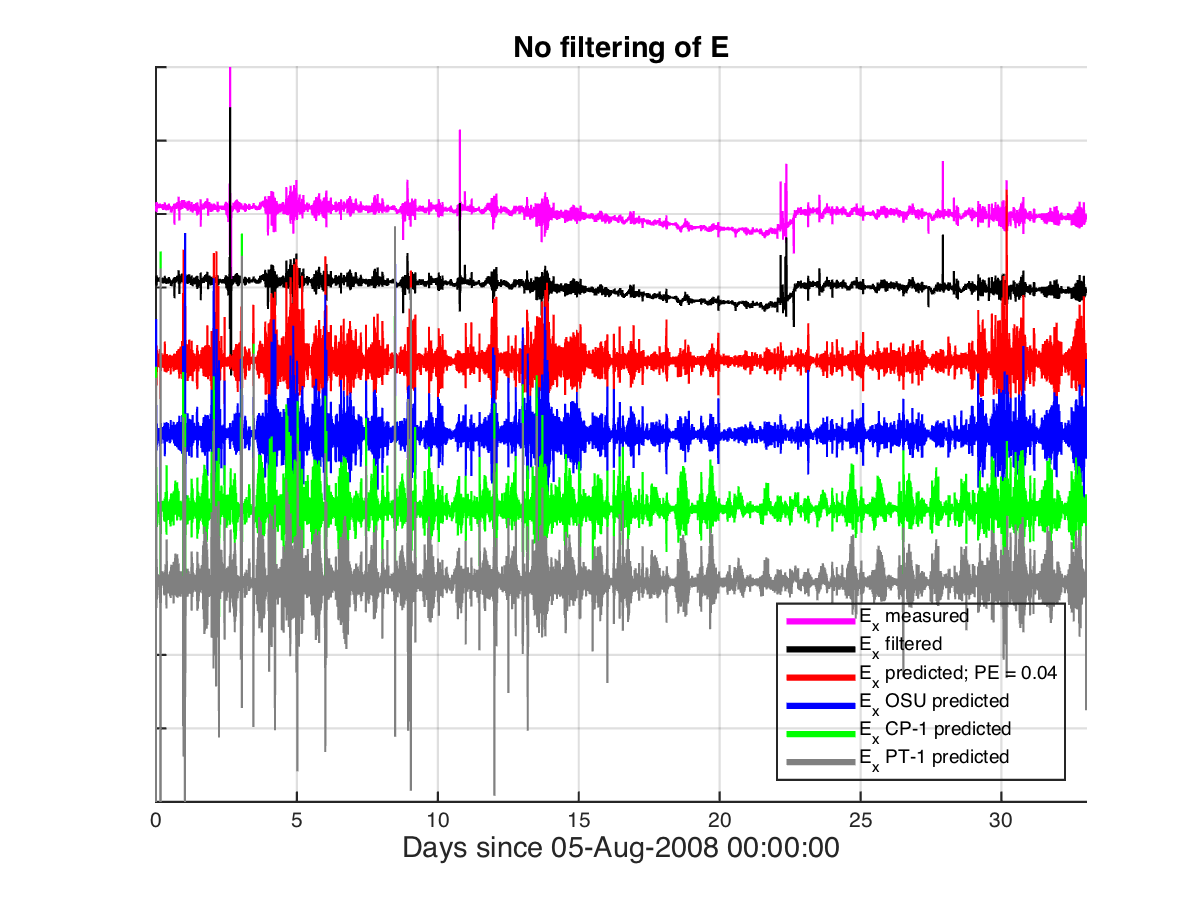 No filtering of E
E_x measured
E_x filtered
E_x predicted; PE = 0.04
E_x OSU predicted
E_x CP-1 predicted
E_x PT-1 predicted
0 5 10 15 20 25 30
Days since 05-Aug-2008 00:00:00